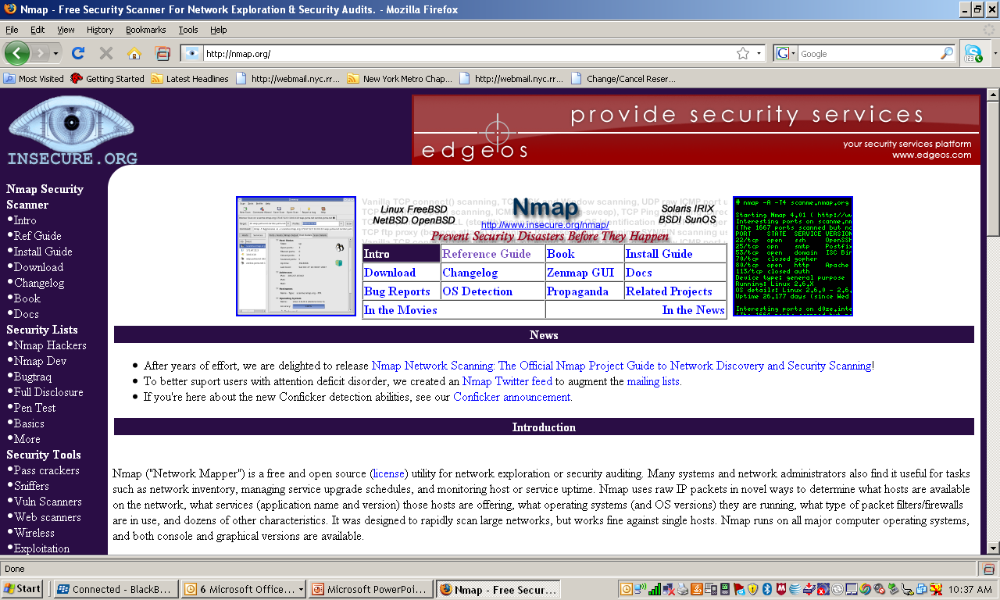 Nmap - Free Security Scanner For Network Exploration & Security Audits. - Mozilla Firefox
File Edit View History Bookmarks Tools Help
http://nmap.org/
Google
Most Visited Getting Started Latest Headlines http://webmail.nyc.rr... New York Metro Chap... http://webmail.nyc.rr... Change/Cancel Reser...
INSECURE.ORG
provide security services
edgeos
your security services platform
www.edgeos.com
Nmap Security
Scanner
Intro
Ref Guide
Install Guide
Download
Changelog
Book
Docs
Security Lists
Nmap Hackers
Nmap Dev
Bugtraq
Full Disclosure
Pen Test
Basics
More
Security Tools
Pass crackers
Sniffers
Vuln Scanners
Web scanners
Wireless
Exploitation
Linux FreeBSD
NetBSD OpenBSD
Nmap
http://www.insecure.org/nmap/
Prevent Security Disasters Before They Happen
Solaris IRIX
BSDI SunOS
Intro Reference Guide Book Install Guide
Download Changelog Zenmap GUI Docs
Bug Reports OS Detection Propaganda Related Projects
In the Movies In the News
# nmap -A -T4 scanme.nmap.org
Starting Nmap 4.01 ( http://w
Interesting ports on scanme.n
(The 1667 ports scanned but no
PORT STATE SERVICE VERSION
22/tcp open ssh OpenSS
25/tcp open smtp Postfi
53/tcp open domain ISC Bi
70/tcp closed gopher
80/tcp open http Apache
113/tcp closed auth
Device type: general purpose
Running: Linux 2.6.X
OS details: Linux 2.6.0 - 2.6.
Uptime 26.177 days (since Wed
Interesting ports on d0ze.inte
News
After years of effort, we are delighted to release Nmap Network Scanning: The Official Nmap Project Guide to Network Discovery and Security Scanning!
To better suport users with attention deficit disorder, we created an Nmap Twitter feed to augment the mailing lists.
If you're here about the new Conficker detection abilities, see our Conficker announcement.
Introduction
Nmap ("Network Mapper") is a free and open source (license) utility for network exploration or security auditing. Many systems and network administrators also find it useful for tasks
such as network inventory, managing service upgrade schedules, and monitoring host or service uptime. Nmap uses raw IP packets in novel ways to determine what hosts are available
on the network, what services (application name and version) those hosts are offering, what operating systems (and OS versions) they are running, what type of packet filters/firewalls
are in use, and dozens of other characteristics. It was designed to rapidly scan large networks, but works fine against single hosts. Nmap runs on all major computer operating systems,
and both console and graphical versions are available.
Done
Start Connected - BlackB... 6 Microsoft Office... Microsoft PowerPoi... Nmap - Free Secur... 10:37 AM